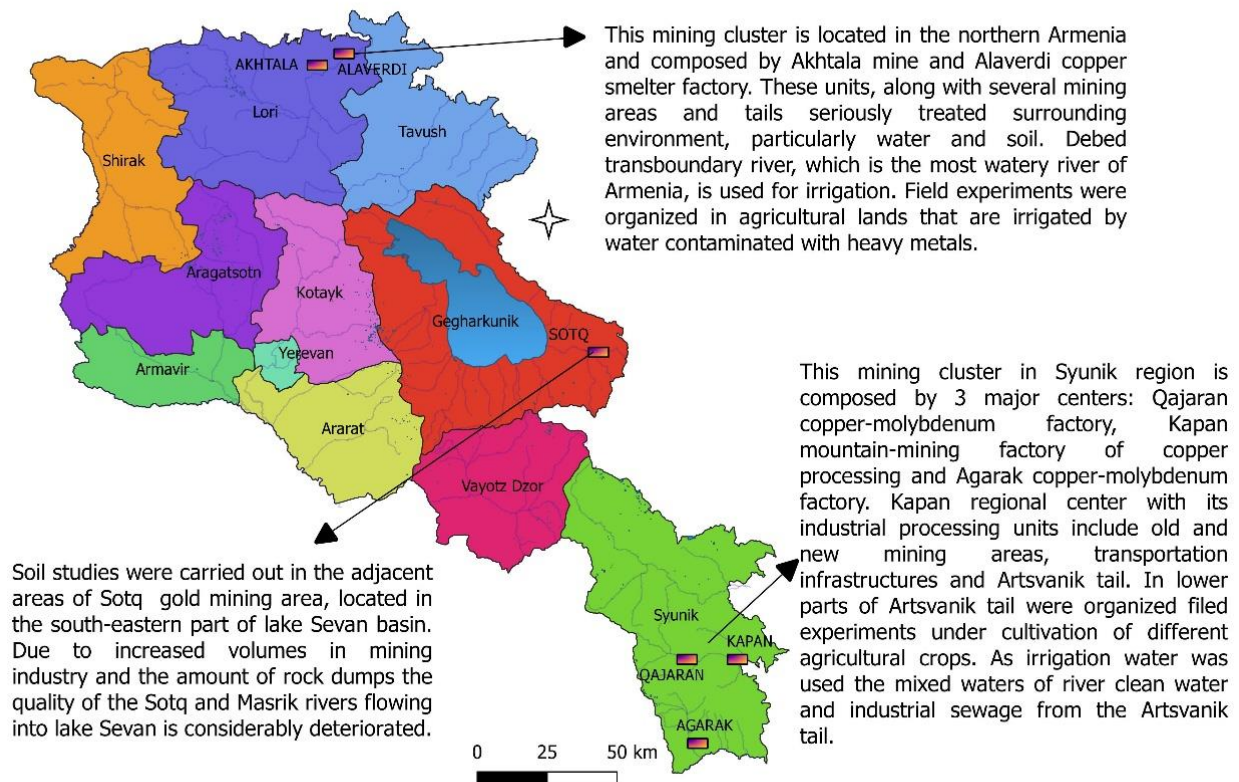 This mining cluster is located in the northern Armenia
and composed by Akhtala mine and Alaverdi copper
smelter factory. These units, along with several mining
areas and tails seriously treated surrounding
environment, particularly water and soil. Debed
transboundary river, which is the most watery river of
Armenia, is used for irrigation. Field experiments were
organized in agricultural lands that are irrigated by
water contaminated with heavy metals.
AKHTALA
ALAVERDI
Lori
Tavush
Shirak
Aragatsotn
Kotayk
Gegharkunik
SOTQ
Yerevan
Armavir
Ararat
Vayotz Dzor
Syunik
KAPAN
QAJARAN
AGARAK
This mining cluster in Syunik region is
composed by 3 major centers: Qajaran
copper-molybdenum factory, Kapan
mountain-mining factory of copper
processing and Agarak copper-molybdenum
factory. Kapan regional center with its
industrial processing units include old and
new mining areas, transportation
infrastructures and Artsvanik tail. In lower
parts of Artsvanik tail were organized filed
experiments under cultivation of different
agricultural crops. As irrigation water was
used the mixed waters of river clean water
and industrial sewage from the Artsvanik
tail.
Soil studies were carried out in the adjacent
areas of Sotq gold mining area, located in
the south-eastern part of lake Sevan basin.
Due to increased volumes in mining
industry and the amount of rock dumps the
quality of the Sotq and Masrik rivers flowing
into lake Sevan is considerably deteriorated.
0 25 50 km